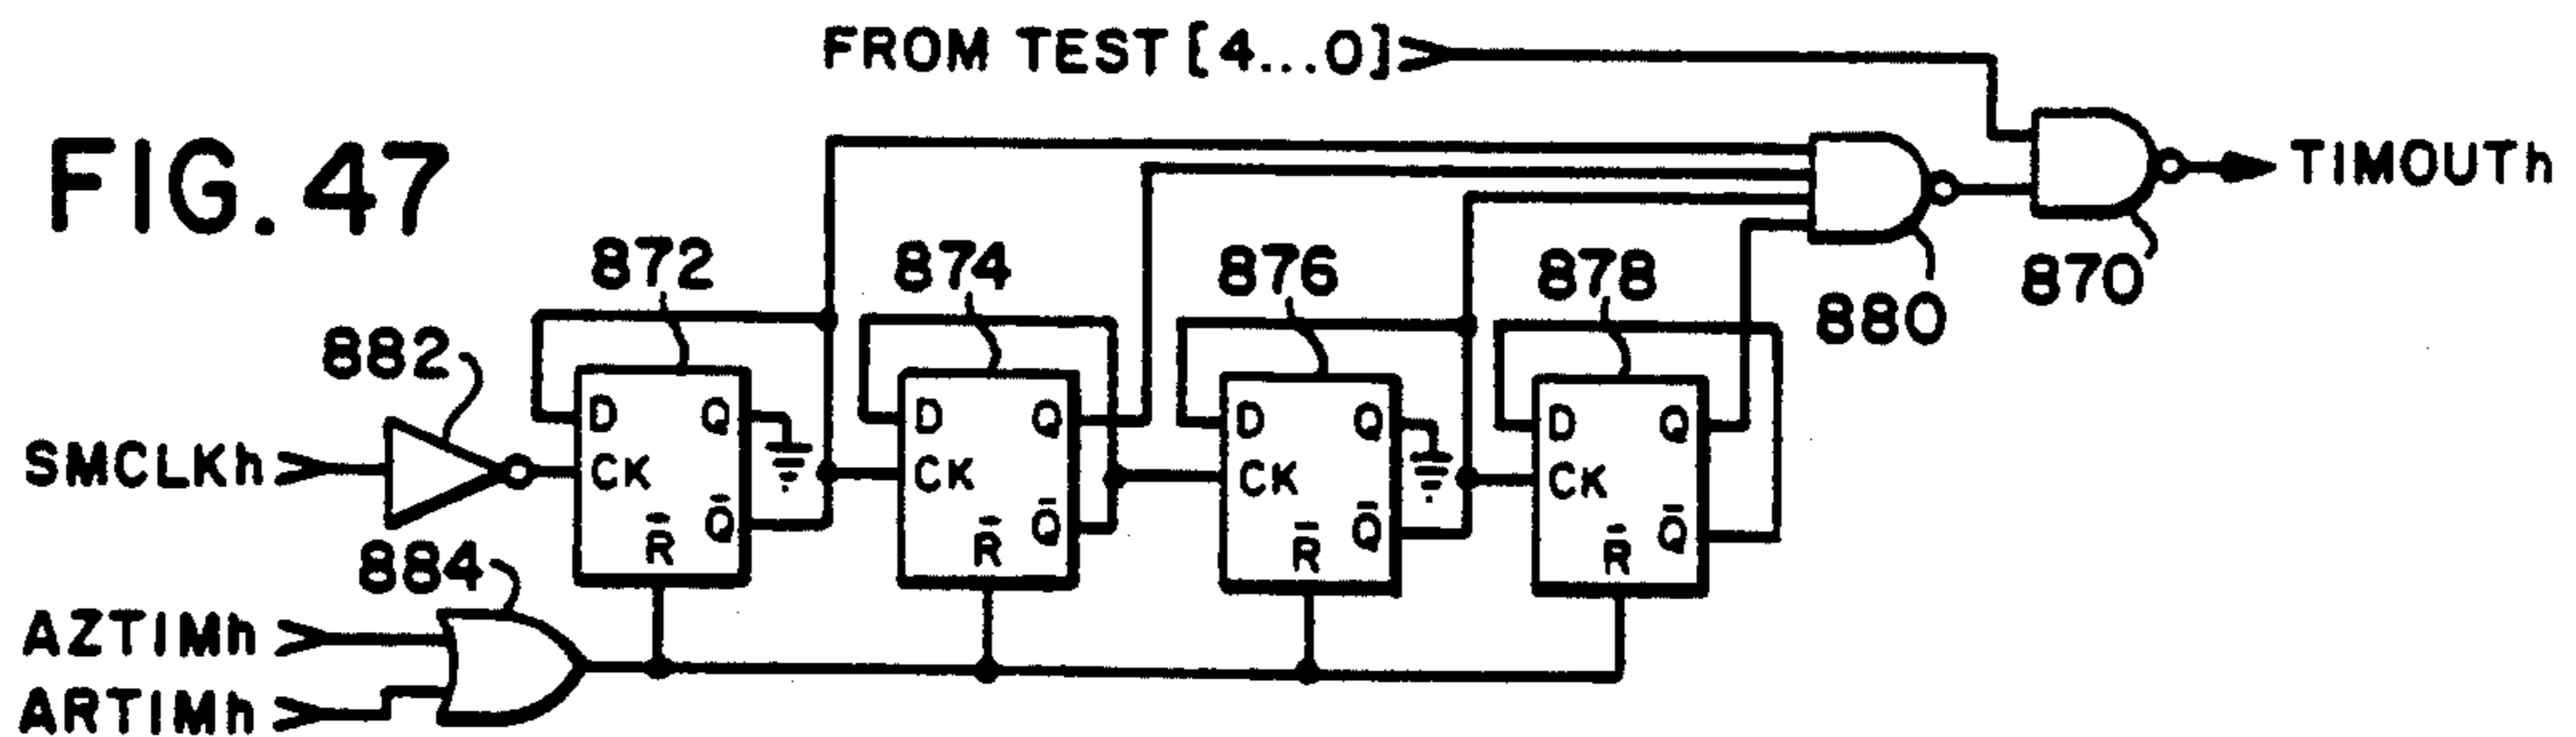 FROM TEST [4...0]
FIG. 47
TIMOUTh
872
874
876
878
880
870
882
D Q
CK
R̄ Q̄
D Q
CK
R̄ Q̄
D Q
CK
R̄ Q̄
D Q
CK
R̄ Q̄
SMCLKh
884
AZTIMh
ARTIMh